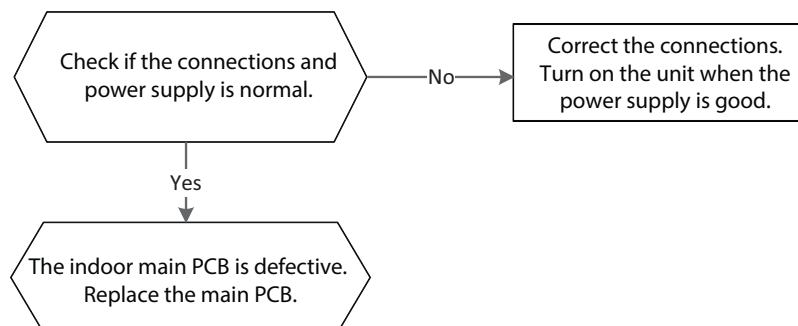 Check if the connections and
power supply is normal.
No
Correct the connections.
Turn on the unit when the
power supply is good.
Yes
The indoor main PCB is defective.
Replace the main PCB.